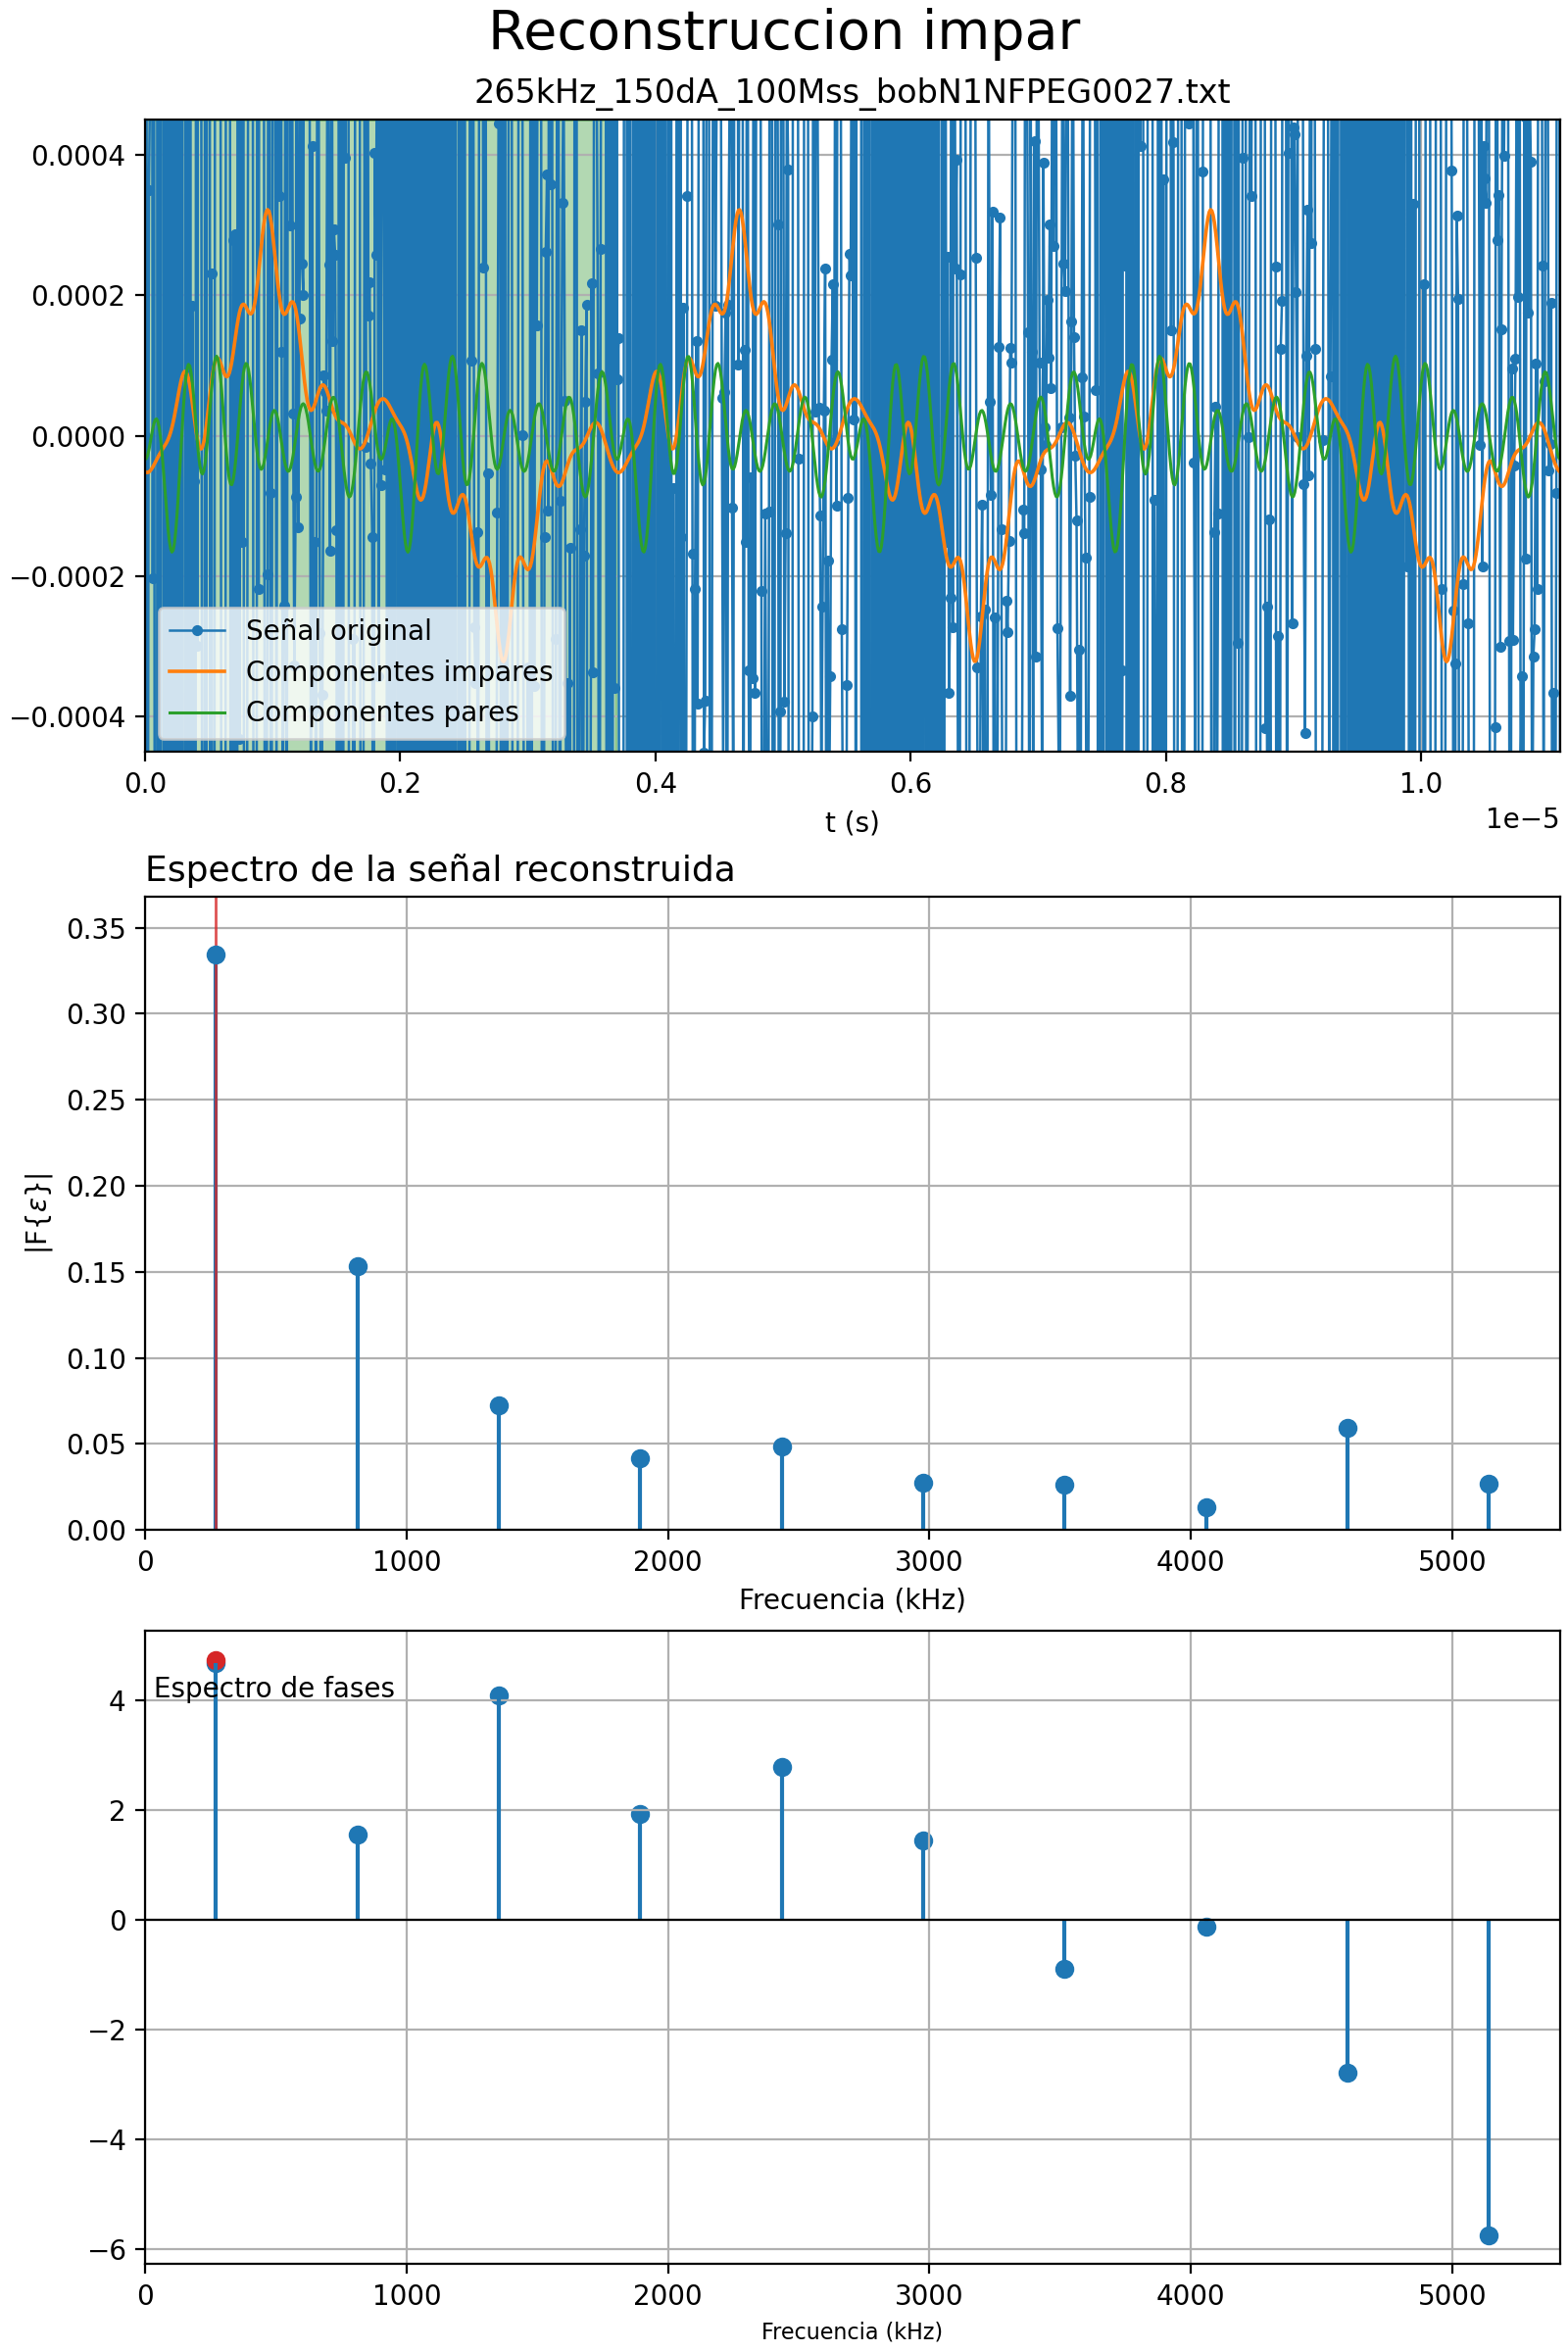 Reconstruccion impar
265kHz_150dA_100Mss_bobN1NFPEG0027.txt
0.0004
0.0002
0.0000
−0.0002
−0.0004
Señal original
Componentes impares
Componentes pares
0.0 0.2 0.4 0.6 0.8 1.0
t (s)
1e−5
Espectro de la señal reconstruida
0.35
0.30
0.25
0.20
0.15
0.10
0.05
0.00
|F{ε}|
0 1000 2000 3000 4000 5000
Frecuencia (kHz)
Espectro de fases
4
2
0
−2
−4
−6
0 1000 2000 3000 4000 5000
Frecuencia (kHz)